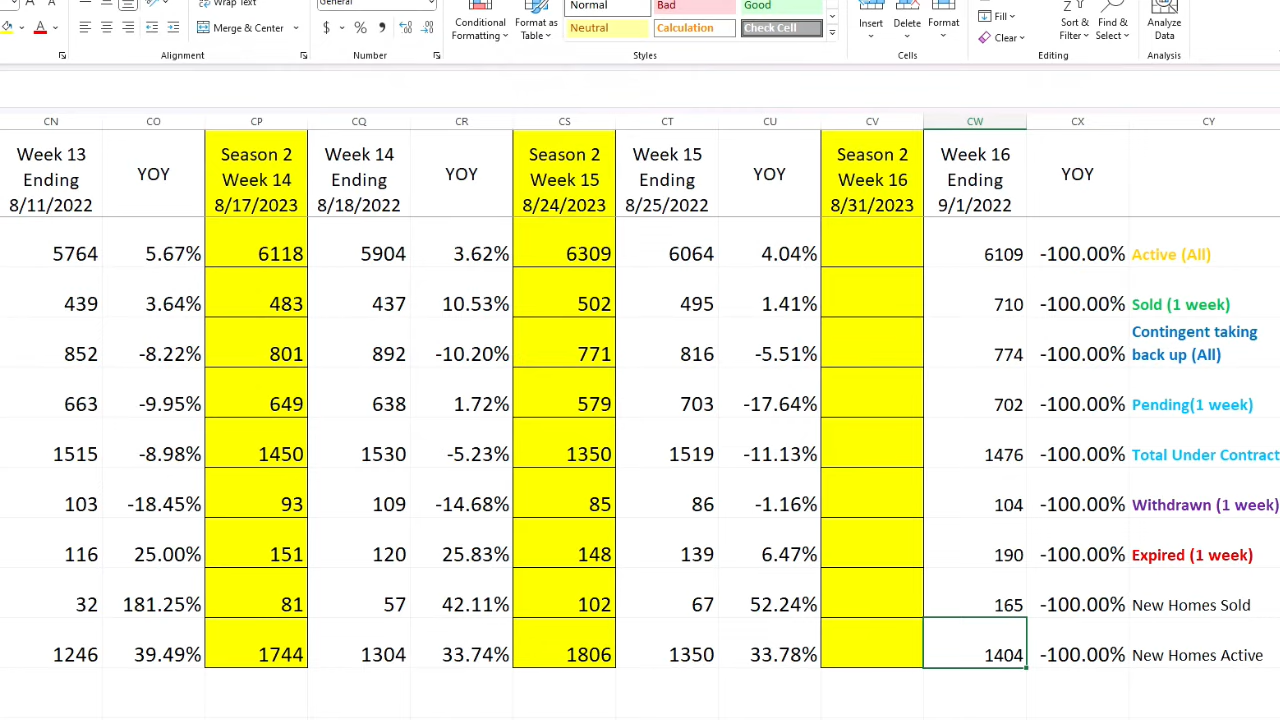 Wrap Text
General
Merge & Center
$ % ,
Conditional
Formatting
Format as
Table
Normal
Bad
Good
Neutral
Calculation
Check Cell
Insert
Delete
Format
Fill
Clear
Sort &
Filter
Find &
Select
Analyze
Data
Alignment
Number
Styles
Cells
Editing
Analysis
CN CO CP CQ CR CS CT CU CV CW CX CY
Week 13 Season 2 Week 14 Season 2 Week 15 Season 2 Week 16
Ending YOY Week 14 Ending YOY Week 15 Ending YOY Week 16 Ending YOY
8/11/2022 8/17/2023 8/18/2022 8/24/2023 8/25/2022 8/31/2023 9/1/2022
5764 5.67% 6118 5904 3.62% 6309 6064 4.04% 6109 -100.00% Active (All)
439 3.64% 483 437 10.53% 502 495 1.41% 710 -100.00% Sold (1 week)
Contingent taking
852 -8.22% 801 892 -10.20% 771 816 -5.51% 774 -100.00% back up (All)
663 -9.95% 649 638 1.72% 579 703 -17.64% 702 -100.00% Pending(1 week)
1515 -8.98% 1450 1530 -5.23% 1350 1519 -11.13% 1476 -100.00% Total Under Contract
103 -18.45% 93 109 -14.68% 85 86 -1.16% 104 -100.00% Withdrawn (1 week)
116 25.00% 151 120 25.83% 148 139 6.47% 190 -100.00% Expired (1 week)
32 181.25% 81 57 42.11% 102 67 52.24% 165 -100.00% New Homes Sold
1246 39.49% 1744 1304 33.74% 1806 1350 33.78% 1404 -100.00% New Homes Active